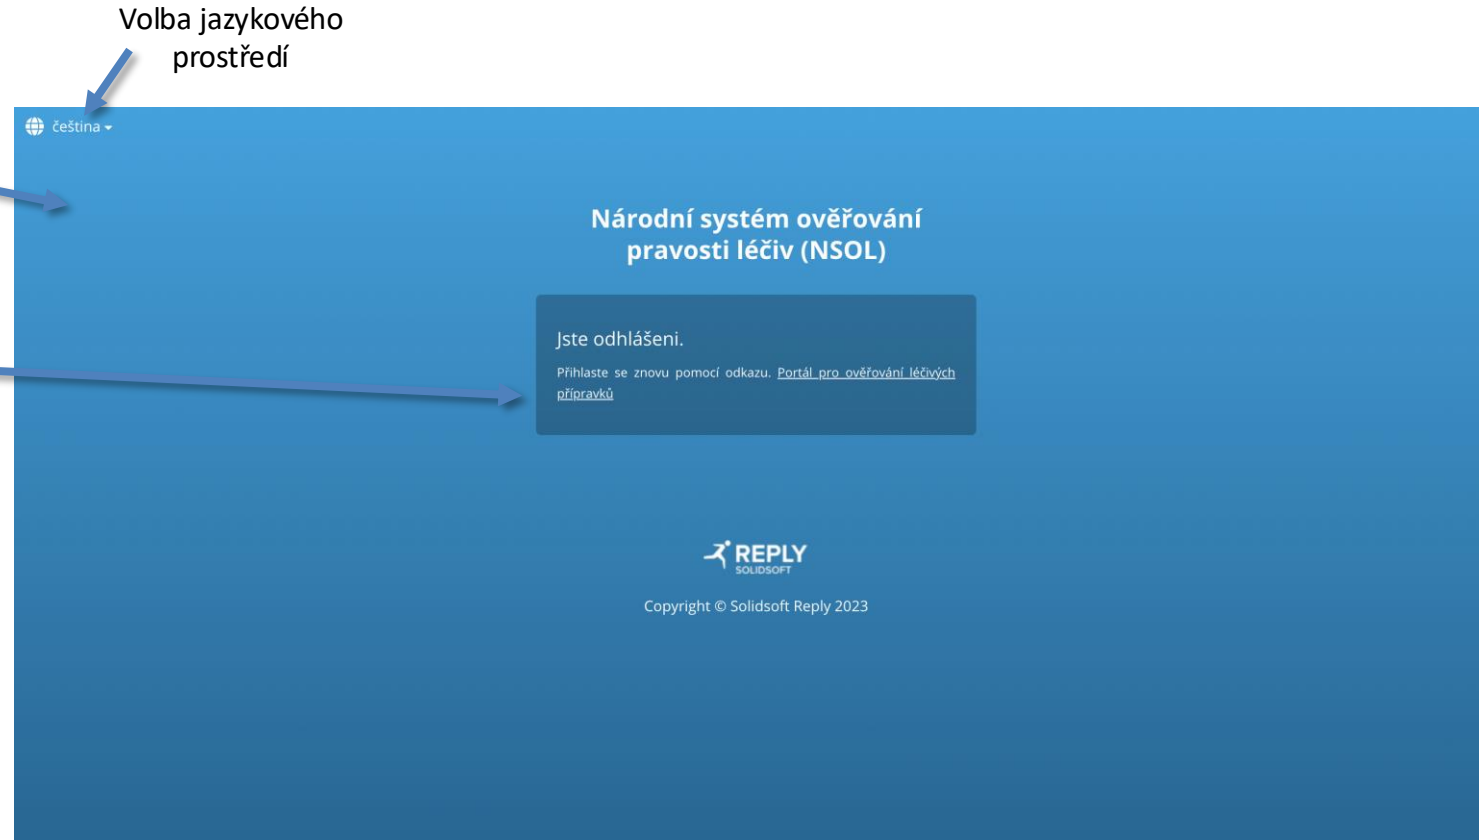 Volba jazykového
prostředí
čeština
Národní systém ověřování
pravosti léčiv (NSOL)
Jste odhlášeni.
Přihlaste se znovu pomocí odkazu. Portál pro ověřování léčivých
přípravků
REPLY
SOLIDSOFT
Copyright © Solidsoft Reply 2023